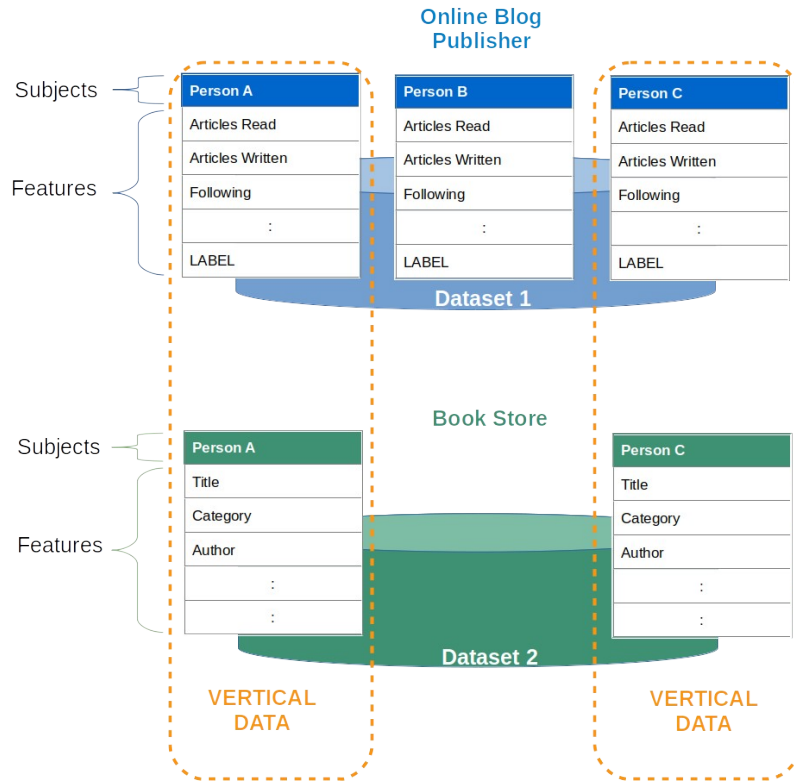 Online Blog
Publisher
Subjects
Person A
Person B
Person C
Articles Read
Articles Read
Articles Read
Articles Written
Articles Written
Articles Written
Features
Following
Following
Following
:
:
:
LABEL
LABEL
LABEL
Dataset 1
Book Store
Subjects
Person A
Person C
Title
Title
Category
Category
Features
Author
Author
:
:
:
:
Dataset 2
VERTICAL
DATA
VERTICAL
DATA